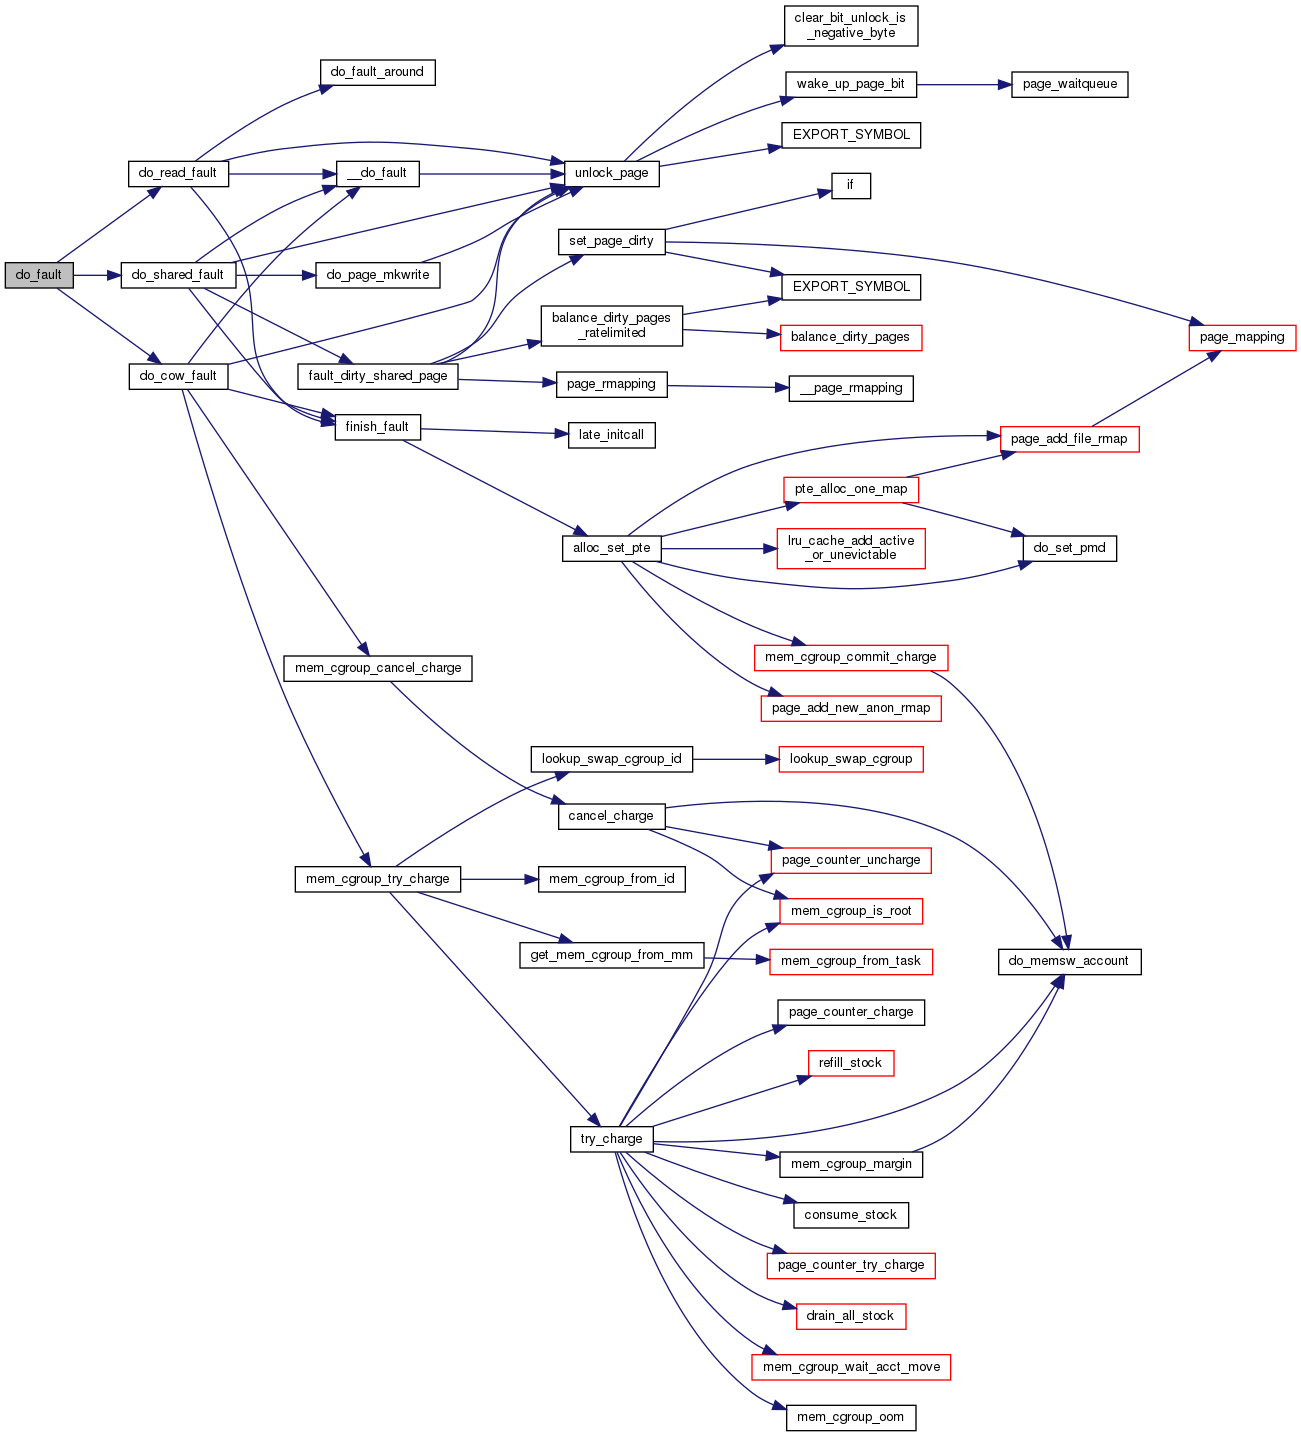 clear_bit_unlock_is
_negative_byte
do_fault_around
wake_up_page_bit
page_waitqueue
EXPORT_SYMBOL
do_read_fault
__do_fault
unlock_page
if
set_page_dirty
do_fault
do_shared_fault
do_page_mkwrite
EXPORT_SYMBOL
balance_dirty_pages
_ratelimited
balance_dirty_pages
page_mapping
do_cow_fault
fault_dirty_shared_page
page_rmapping
__page_rmapping
finish_fault
late_initcall
page_add_file_rmap
pte_alloc_one_map
alloc_set_pte
lru_cache_add_active
_or_unevictable
do_set_pmd
mem_cgroup_cancel_charge
mem_cgroup_commit_charge
page_add_new_anon_rmap
lookup_swap_cgroup_id
lookup_swap_cgroup
cancel_charge
page_counter_uncharge
mem_cgroup_try_charge
mem_cgroup_from_id
mem_cgroup_is_root
get_mem_cgroup_from_mm
mem_cgroup_from_task
do_memsw_account
page_counter_charge
refill_stock
try_charge
mem_cgroup_margin
consume_stock
page_counter_try_charge
drain_all_stock
mem_cgroup_wait_acct_move
mem_cgroup_oom